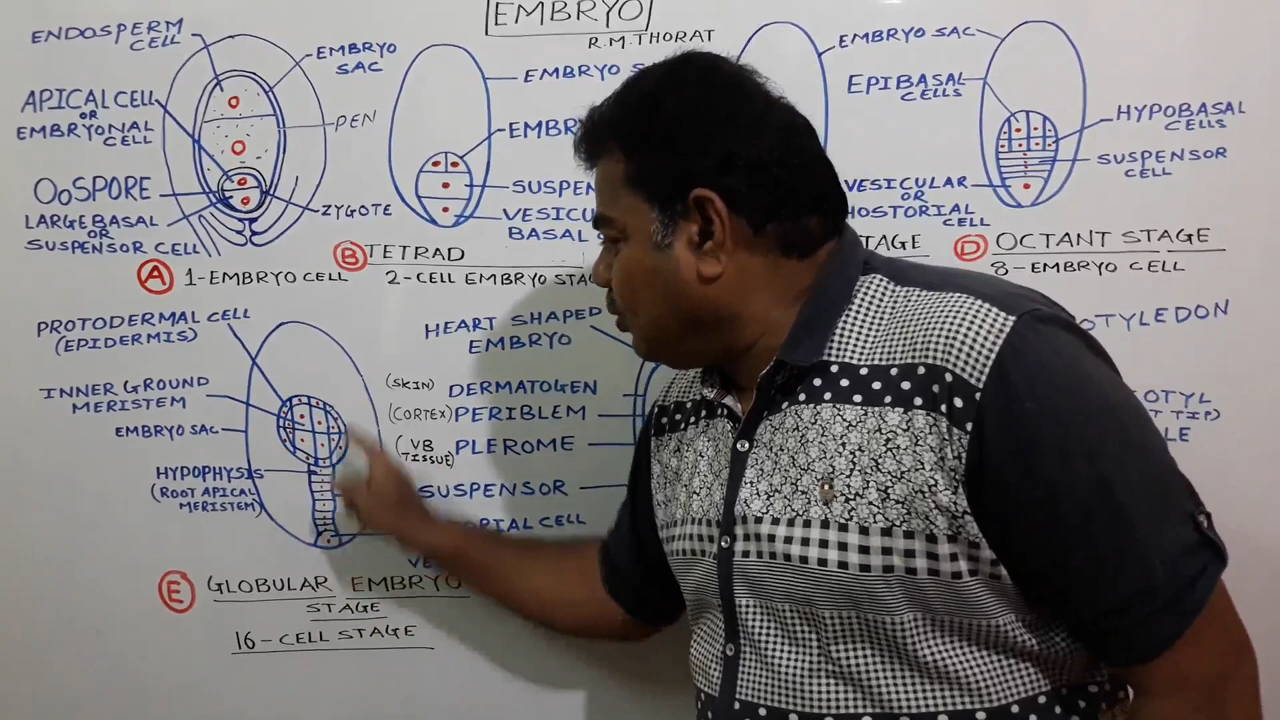 EMBRYO
R.M.THORAT
ENDOSPERM
CELL
EMBRYO
SAC
APICAL CELL
OR
EMBRYONAL
CELL
PEN
OoSPORE
LARGE BASAL
OR
SUSPENSOR CELL
ZYGOTE
A 1-EMBRYO CELL
EMBRYO
EMB
SUSPEN
VESICU
BASAL
B TETRAD
2-CELL EMBRYO STA
EMBRYO SAC
EPIBASAL
CELLS
HYPOBASAL
CELLS
SUSPENSOR
CELL
VESICULAR
OR
HOSTORIAL
CELL
TAGE
D OCTANT STAGE
8-EMBRYO CELL
PROTODERMAL CELL
(EPIDERMIS)
INNER GROUND
MERISTEM
EMBRYO SAC
HYPOPHYSIS
(ROOT APICAL
MERISTEM)
E GLOBULAR EMBRYO
STAGE
16-CELL STAGE
HEART SHAPED
EMBRYO
(SKIN) DERMATOGEN
(CORTEX) PERIBLEM
(VB
TISSUE) PLEROME
SUSPENSOR
ORIAL CELL
VE
OTYLEDON
OTYL
T TIP)
LE